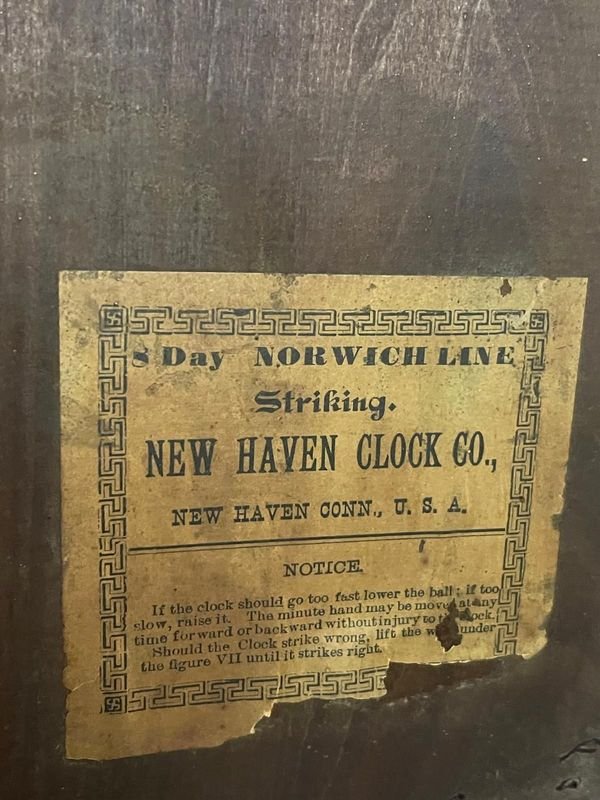 8 Day NORWICH LINE
Striking.
NEW HAVEN CLOCK CO.,
NEW HAVEN CONN., U. S. A.
NOTICE.
If the clock should go too fast lower the ball; if too
slow, raise it. The minute hand may be moved at any
time forward or backward without injury to
Should the Clock strike wrong, lift the under
the figure VII until it strikes right.